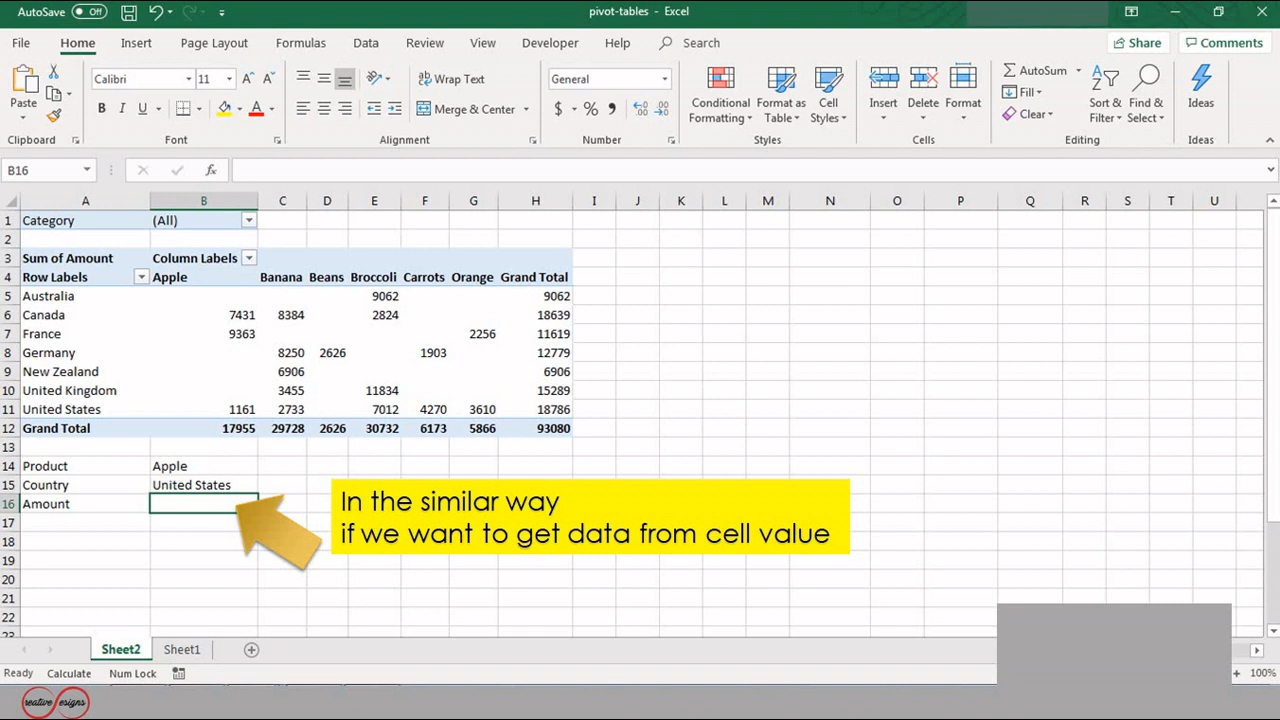 AutoSave Off pivot-tables - Excel
File Home Insert Page Layout Formulas Data Review View Developer Help Search Share Comments
Calibri 11 Wrap Text General AutoSum
Paste Merge & Center Conditional Formatting Format as Table Cell Styles Insert Delete Format Fill Clear Sort & Filter Find & Select Ideas
Clipboard Font Alignment Number Styles Cells Editing Ideas
B16 fx
A B C D E F G H I J K L M N O P Q R S T U
1 Category (All)
2
3 Sum of Amount Column Labels
4 Row Labels Apple Banana Beans Broccoli Carrots Orange Grand Total
5 Australia 9062 9062
6 Canada 7431 8384 2824 18639
7 France 9363 2256 11619
8 Germany 8250 2626 1903 12779
9 New Zealand 6906 6906
10 United Kingdom 3455 11834 15289
11 United States 1161 2733 7012 4270 3610 18786
12 Grand Total 17955 29728 2626 30732 6173 5866 93080
13
14 Product Apple
15 Country United States
16 Amount
In the similar way
if we want to get data from cell value
17
18
19
20
21
22
23
Sheet2 Sheet1
Ready Calculate Num Lock 100%
reative esigns